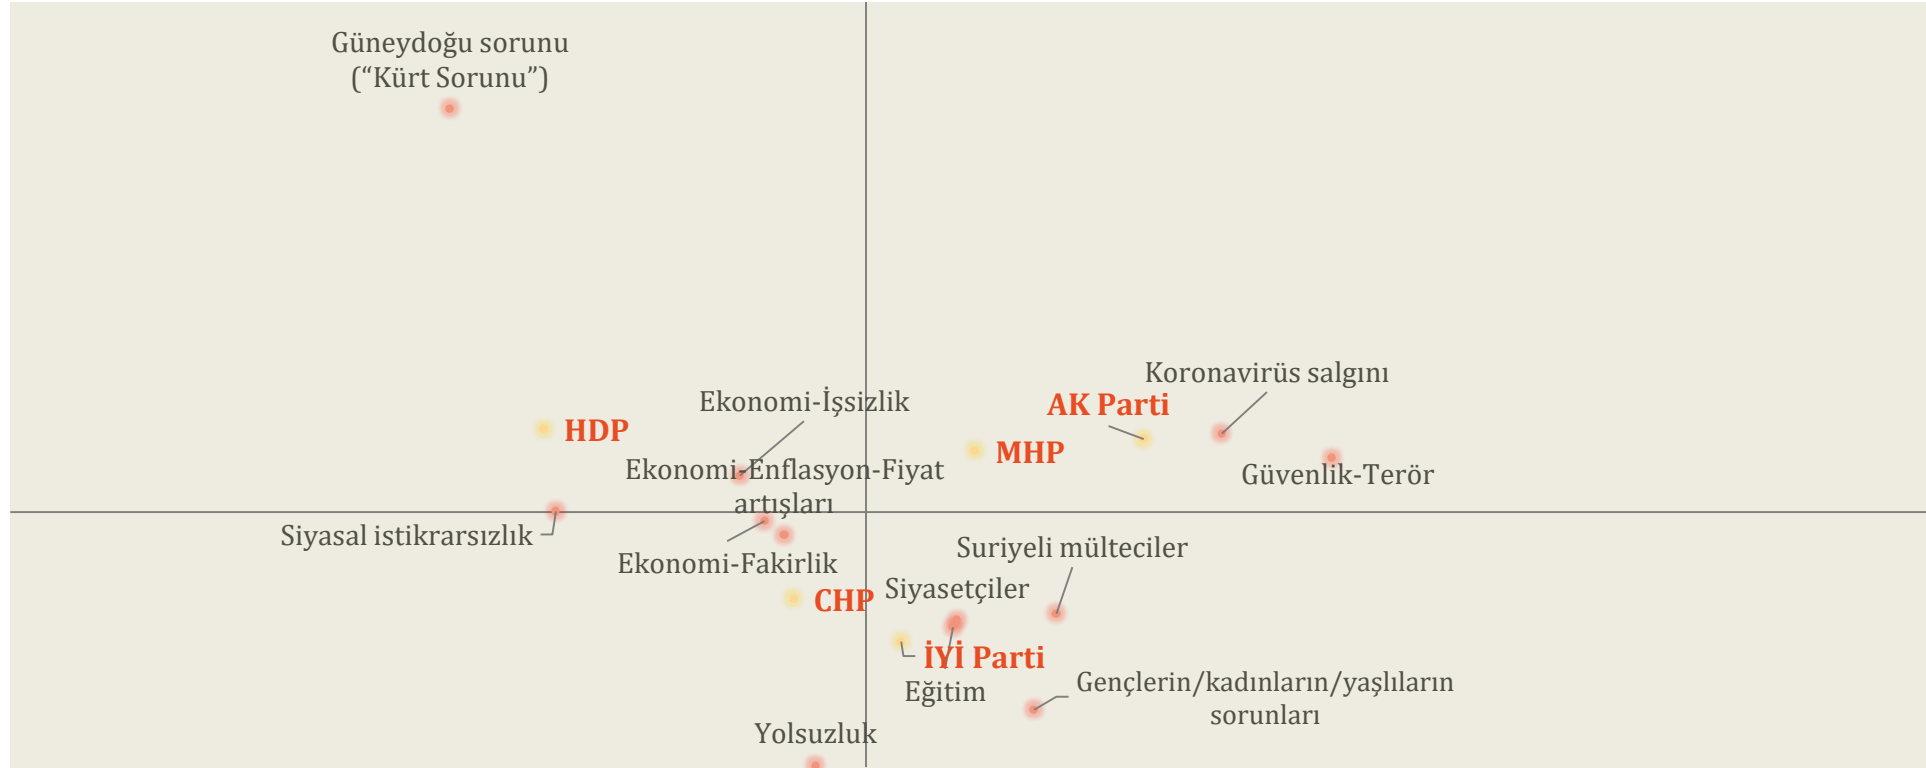 Güneydoğu sorunu
(“Kürt Sorunu”)
Koronavirüs salgını
Ekonomi-İşsizlik
AK Parti
HDP
MHP
Ekonomi-Enflasyon-Fiyat
artışları
Güvenlik-Terör
Siyasal istikrarsızlık
Ekonomi-Fakirlik
Suriyeli mülteciler
Siyasetçiler
CHP
İYİ Parti
Eğitim
Gençlerin/kadınların/yaşlıların
sorunları
Yolsuzluk